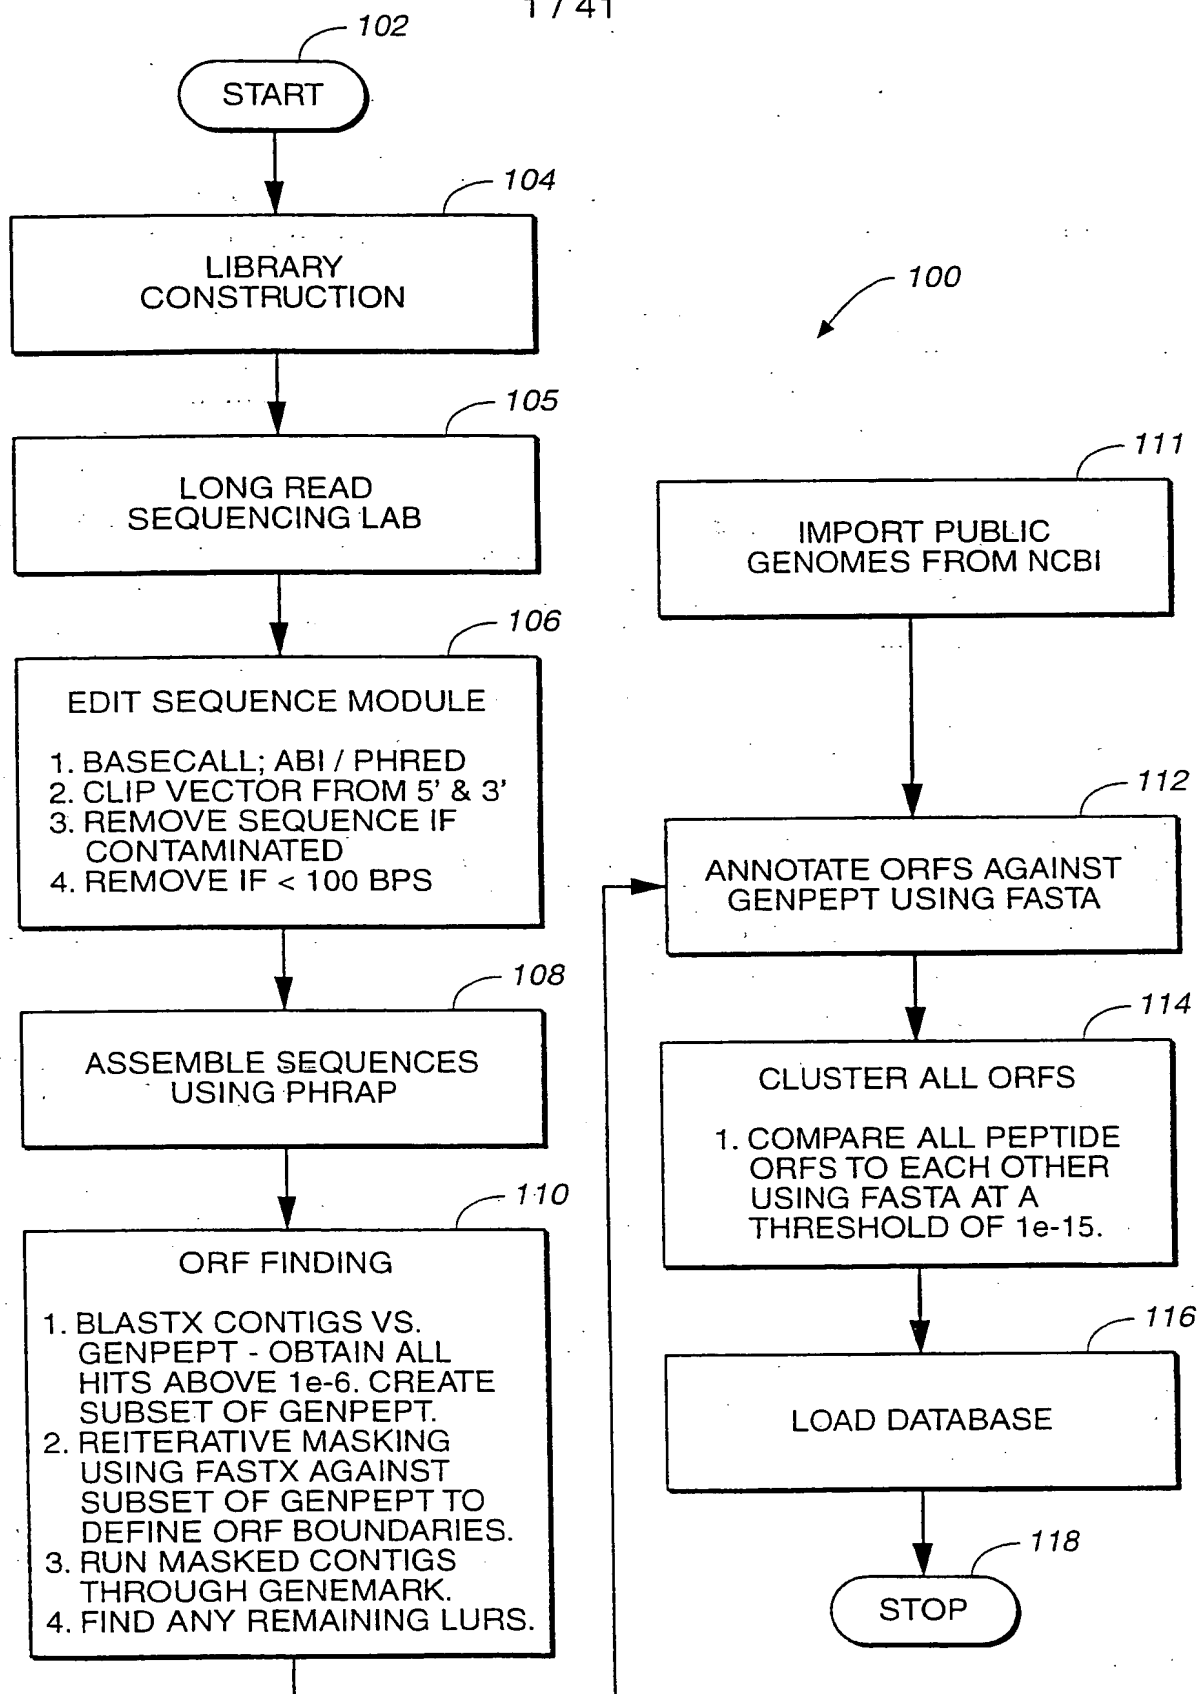 1 / 41
102
START
104
LIBRARY
CONSTRUCTION
105
LONG READ
SEQUENCING LAB
106
EDIT SEQUENCE MODULE
1. BASECALL; ABI / PHRED
2. CLIP VECTOR FROM 5' & 3'
3. REMOVE SEQUENCE IF
CONTAMINATED
4. REMOVE IF < 100 BPS
108
ASSEMBLE SEQUENCES
USING PHRAP
110
ORF FINDING
1. BLASTX CONTIGS VS.
GENPEPT - OBTAIN ALL
HITS ABOVE 1e-6. CREATE
SUBSET OF GENPEPT.
2. REITERATIVE MASKING
USING FASTX AGAINST
SUBSET OF GENPEPT TO
DEFINE ORF BOUNDARIES.
3. RUN MASKED CONTIGS
THROUGH GENEMARK.
4. FIND ANY REMAINING LURS.
100
111
IMPORT PUBLIC
GENOMES FROM NCBI
112
ANNOTATE ORFS AGAINST
GENPEPT USING FASTA
114
CLUSTER ALL ORFS
1. COMPARE ALL PEPTIDE
ORFS TO EACH OTHER
USING FASTA AT A
THRESHOLD OF 1e-15.
116
LOAD DATABASE
118
STOP